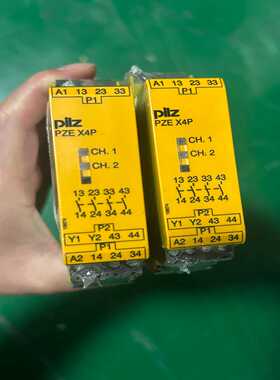 A1 13 23 33
P1
pilz
PZE X4P
CH. 1
CH. 2
13 23 33 43
14 24 34 44
P2
Y1 Y2 43 44
P1
A2 14 24 34
A1 13 23 33
P1
pilz
PZE X4P
CH. 1
CH. 2
13 23 33 43
14 24 34 44
P2
Y1 Y2 43 44
P1
A2 14 24 34